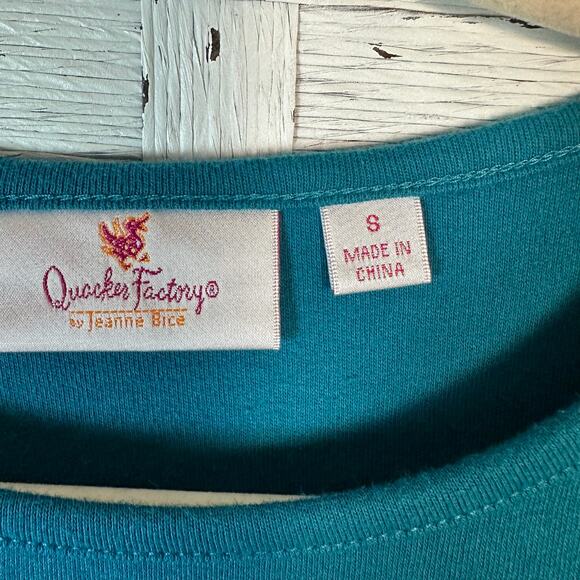 Quacker Factory®
by Jeanne Bice
S
MADE IN
CHINA